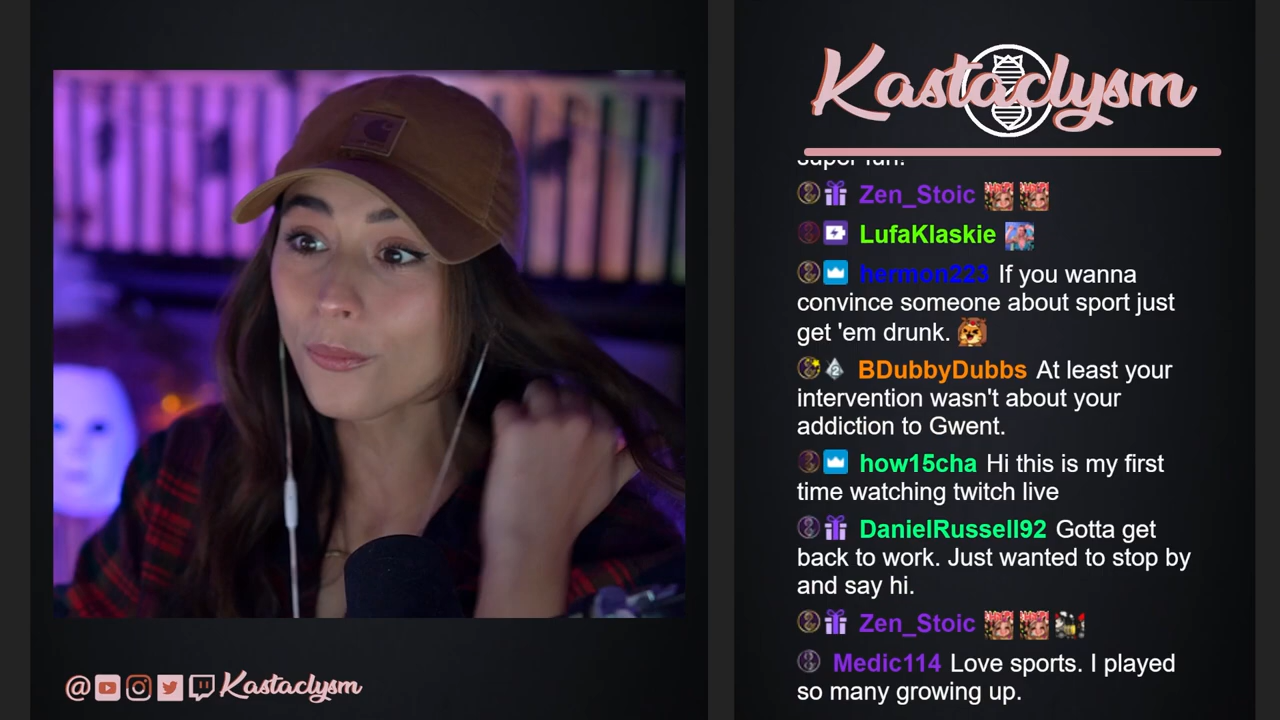 Kastaclysm
super fun!
Zen_Stoic
LufaKlaskie
hermon223 If you wanna
convince someone about sport just
get 'em drunk.
BDubbyDubbs At least your
intervention wasn't about your
addiction to Gwent.
how15cha Hi this is my first
time watching twitch live
DanielRussell92 Gotta get
back to work. Just wanted to stop by
and say hi.
Zen_Stoic
Medic114 Love sports. I played
so many growing up.
@ Kastaclysm